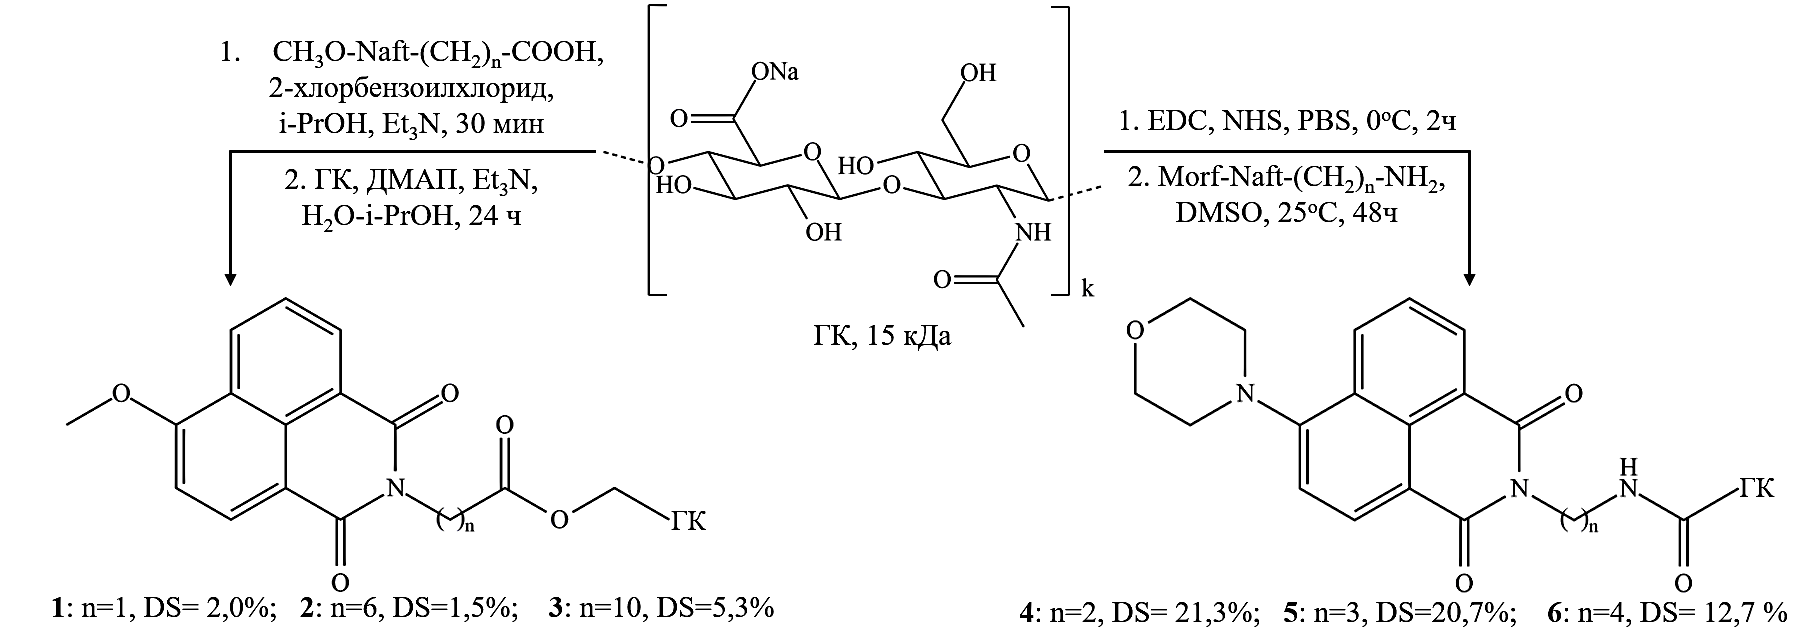 1. CH₃O-Naft-(CH₂)ₙ-COOH,
2-хлорбензоилхлорид,
i-PrOH, Et₃N, 30 мин
2. ГК, ДМАП, Et₃N,
H₂O-i-PrOH, 24 ч
ONa
O
O
HO
O
OH
O
OH
HO
O
NH
O
k
ГК, 15 кДа
1. EDC, NHS, PBS, 0°C, 2ч
2. Morf-Naft-(CH₂)ₙ-NH₂,
DMSO, 25°C, 48ч
O
O
N
O
( )n
O
O
ГК
1: n=1, DS= 2,0%; 2: n=6, DS=1,5%; 3: n=10, DS=5,3%
O
N
O
N
O
( )n
H
N
O
ГК
4: n=2, DS= 21,3%; 5: n=3, DS=20,7%; 6: n=4, DS= 12,7 %